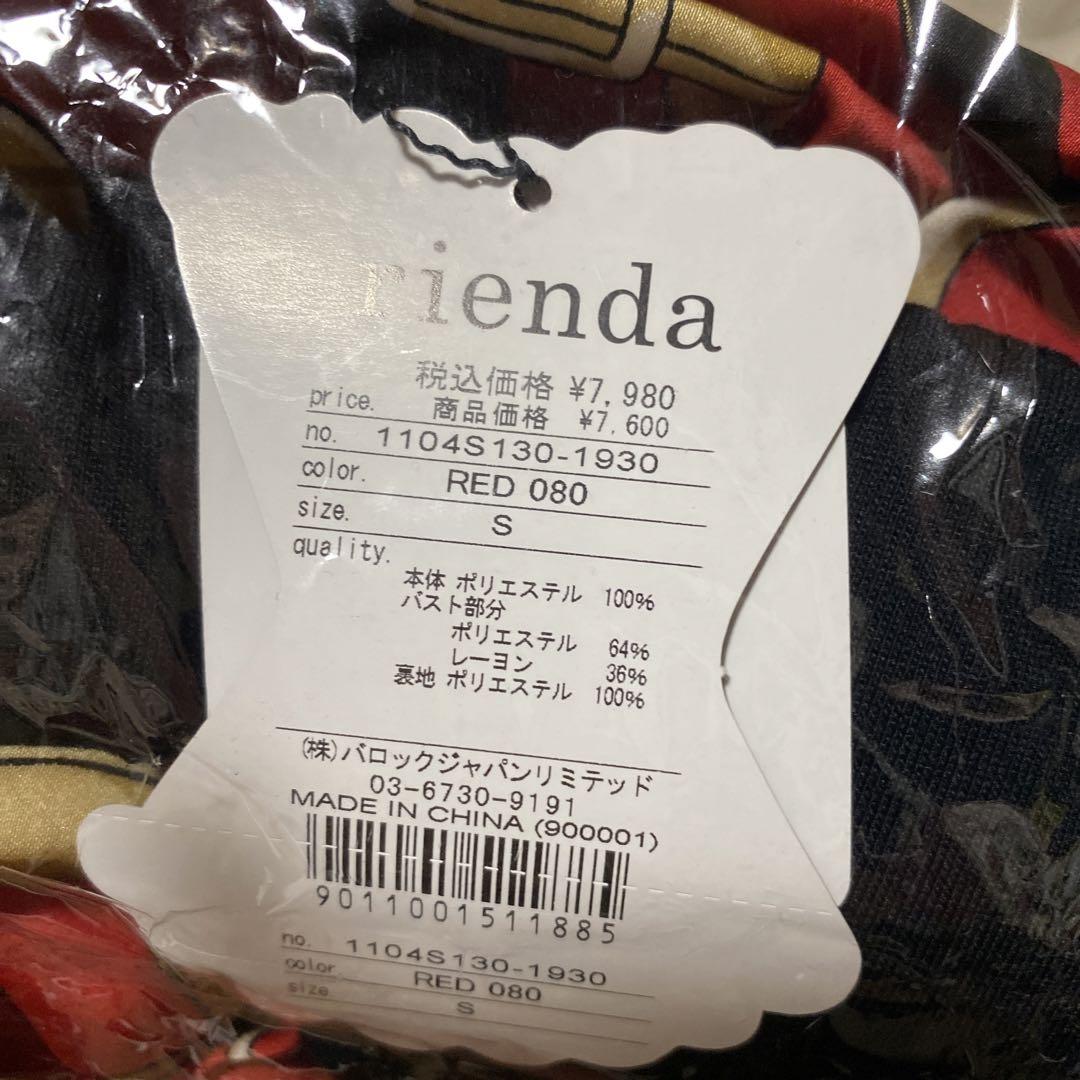 rienda
税込価格 ¥7,980
price. 商品価格 ¥7,600
no. 1104S130-1930
color. RED 080
size. S
quality.
本体 ポリエステル 100%
バスト部分
ポリエステル 64%
レーヨン 36%
裏地 ポリエステル 100%
(株)バロックジャパンリミテッド
03-6730-9191
MADE IN CHINA (900001)
9011001511885
no. 1104S130-1930
color. RED 080
size S